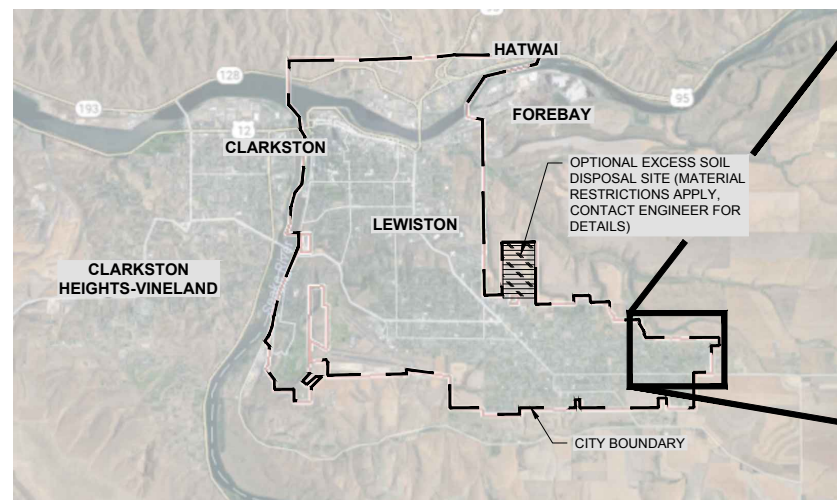 HATWAI
128
95
193
FOREBAY
12
CLARKSTON
OPTIONAL EXCESS SOIL
DISPOSAL SITE (MATERIAL
RESTRICTIONS APPLY,
CONTACT ENGINEER FOR
DETAILS)
LEWISTON
CLARKSTON
HEIGHTS-VINELAND
CITY BOUNDARY